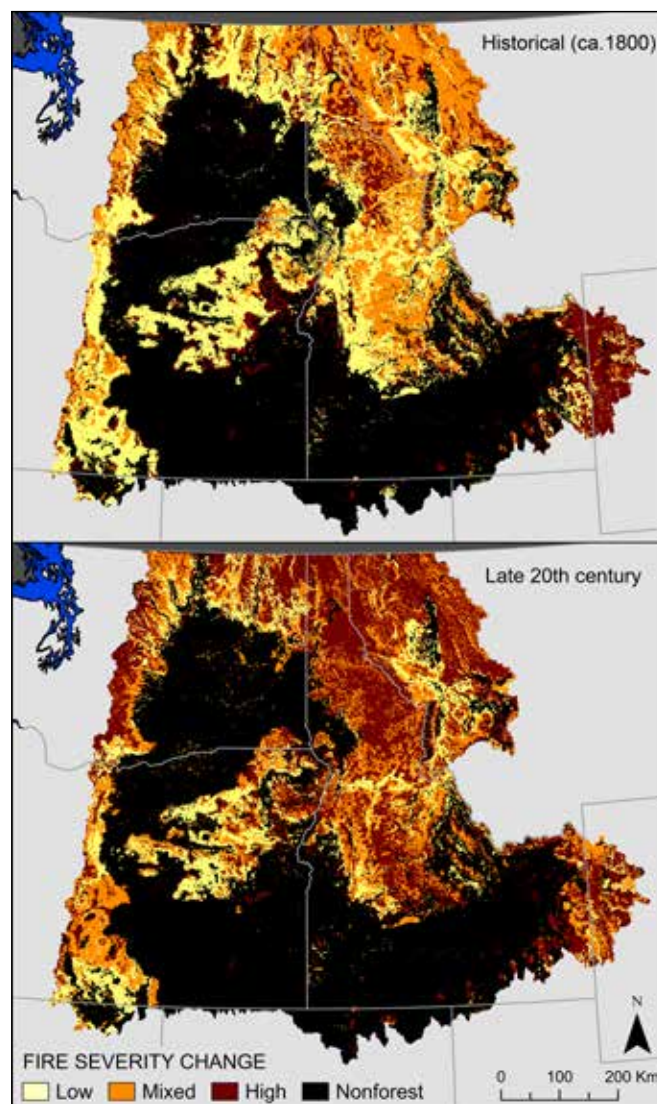 Historical (ca.1800)
Late 20th century
N
FIRE SEVERITY CHANGE
Low Mixed High Nonforest
0 100 200 Km